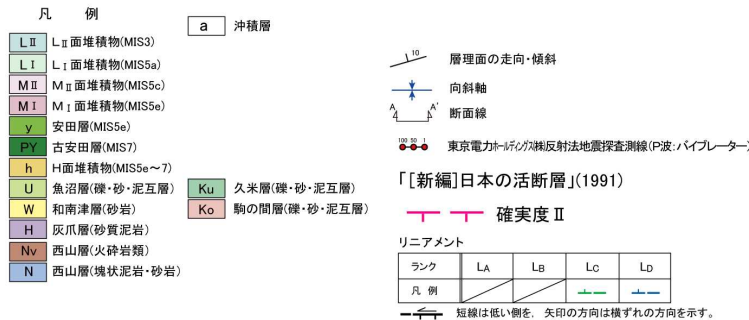 凡 例
a 沖積層
LⅡ LⅡ面堆積物(MIS3)
LⅠ LⅠ面堆積物(MIS5a)
MⅡ MⅡ面堆積物(MIS5c)
MⅠ MⅠ面堆積物(MIS5e)
y 安田層(MIS5e)
PY 古安田層(MIS7)
h H面堆積物(MIS5e～7)
U 魚沼層(礫・砂・泥互層)
W 和南津層(砂岩)
H 灰爪層(砂質泥岩)
Nv 西山層(火砕岩類)
N 西山層(塊状泥岩・砂岩)
Ku 久米層(礫・砂・泥互層)
Ko 駒の間層(礫・砂・泥互層)
10 層理面の走向・傾斜
向斜軸
A A' 断面線
100 50 1 東京電力ホールディングス㈱反射法地震探査測線(P波:バイブレーター)
「[新編]日本の活断層」(1991)
確実度Ⅱ
リニアメント
ランク LA LB LC LD
凡 例
短線は低い側を, 矢印の方向は横ずれの方向を示す。